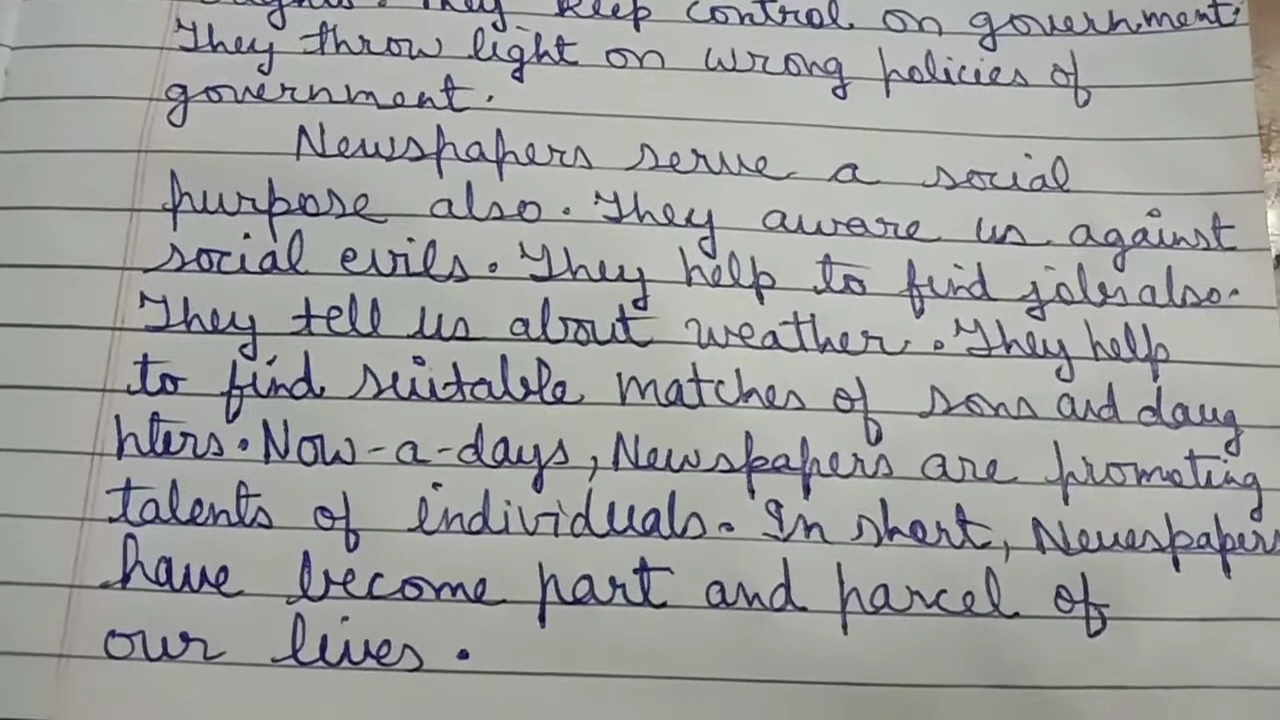 They keep control on government.
They throw light on wrong policies of
government.
Newspapers serve a social
purpose also. They aware us against
social evils. They help to find jobs also.
They tell us about weather. They help
to find suitable matches of sons and daug
hters. Now-a-days, Newspapers are promoting
talents of individuals. In short, Newspapers
have become part and parcel of
our lives.